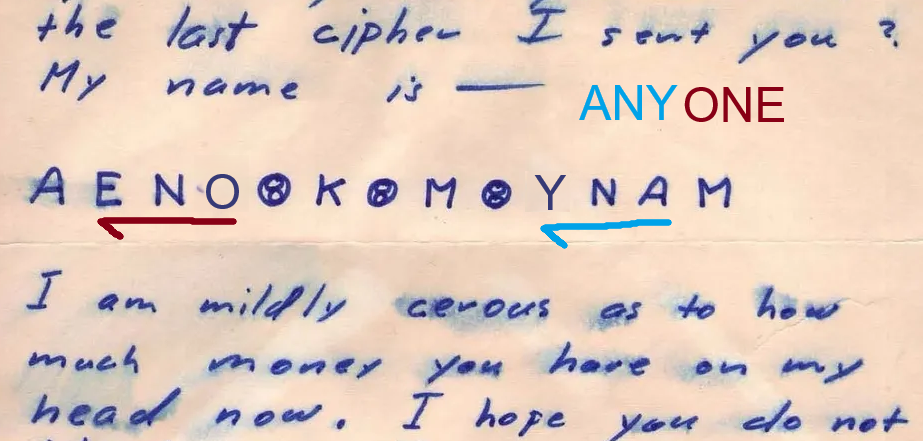 the last cipher I sent you ?
My name is —
ANYONE
A E N O ⊗ K ⊗ M ⊗ Y N A M
I am mildly cerous as to how
much money you have on my
head now. I hope you do not